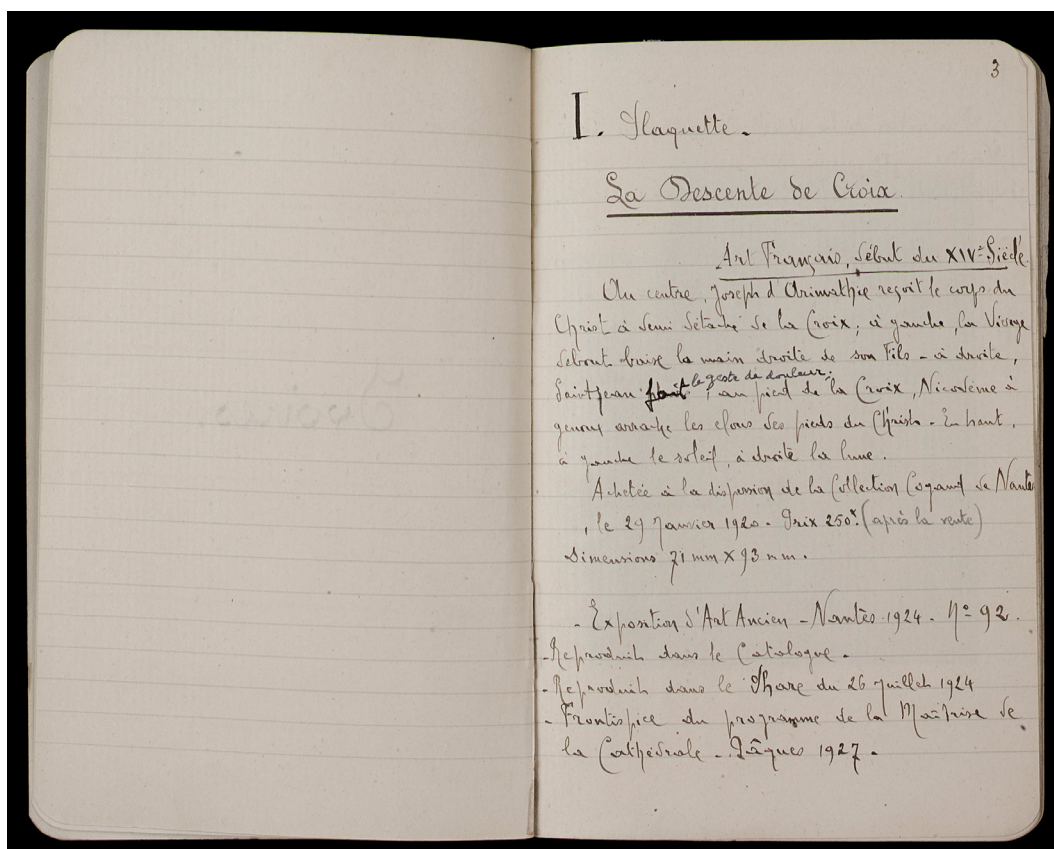 3
I. Plaquette.
La Descente de Croix.
Art Français, début du XIVe Siècle.
Au centre, Joseph d'Arimathie reçoit le corps du
Christ à demi détaché de la Croix ; à gauche, la Vierge
debout baise la main droite de son Fils - à droite,
le geste de douleur ;
Saint Jean fait, au pied de la Croix, Nicodème à
genoux arrache les clous des pieds du Christ. En haut,
à gauche le soleil, à droite la lune.
Achetée à la dispersion de la Collection de Nantes
, le 29 Janvier 1920. Prix 250f. (après la vente)
Dimensions 71 mm X 93 mm.
- Exposition d'Art Ancien - Nantes 1924. No 92.
- Reproduit dans le Catalogue.
- Reproduit dans le Phare du 26 Juillet 1924
- Frontispice du programme de la Maîtrise de
la Cathédrale - Pâques 1927.